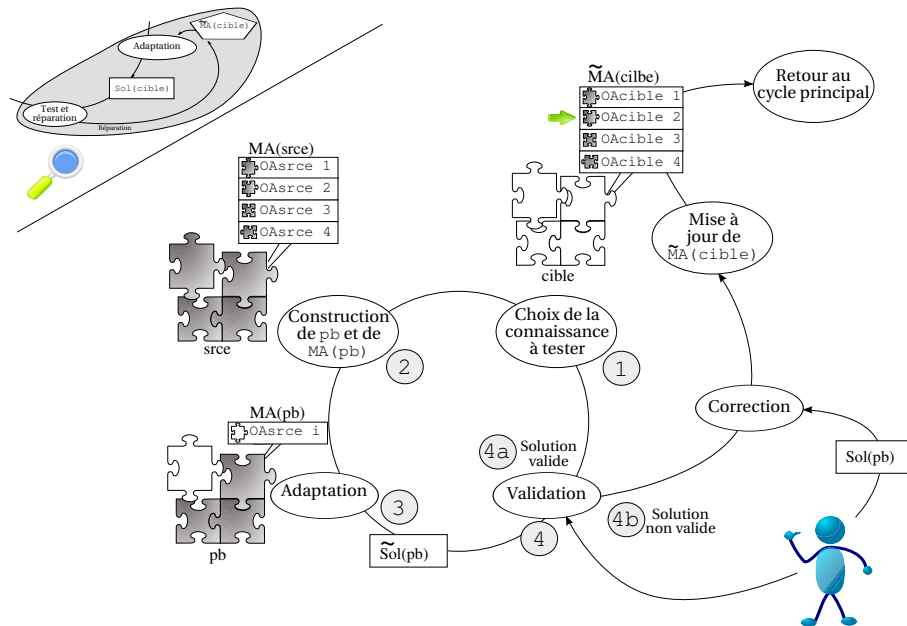 M̃A(cible)
Adaptation
Sol(cible)
Test et
réparation
Réparation
M̃A(cilbe)
OAcible 1
OAcible 2
OAcible 3
OAcible 4
Retour au
cycle principal
MA(srce)
OAsrce 1
OAsrce 2
OAsrce 3
OAsrce 4
cible
Mise à
jour de
M̃A(cible)
srce
Construction
de pb et de
MA(pb)
2
Choix de la
connaissance
à tester
1
Correction
MA(pb)
OAsrce i
4a
Solution
valide
Sol(pb)
Adaptation
3
Validation
4
4b
Solution
non valide
pb
S̃ol(pb)